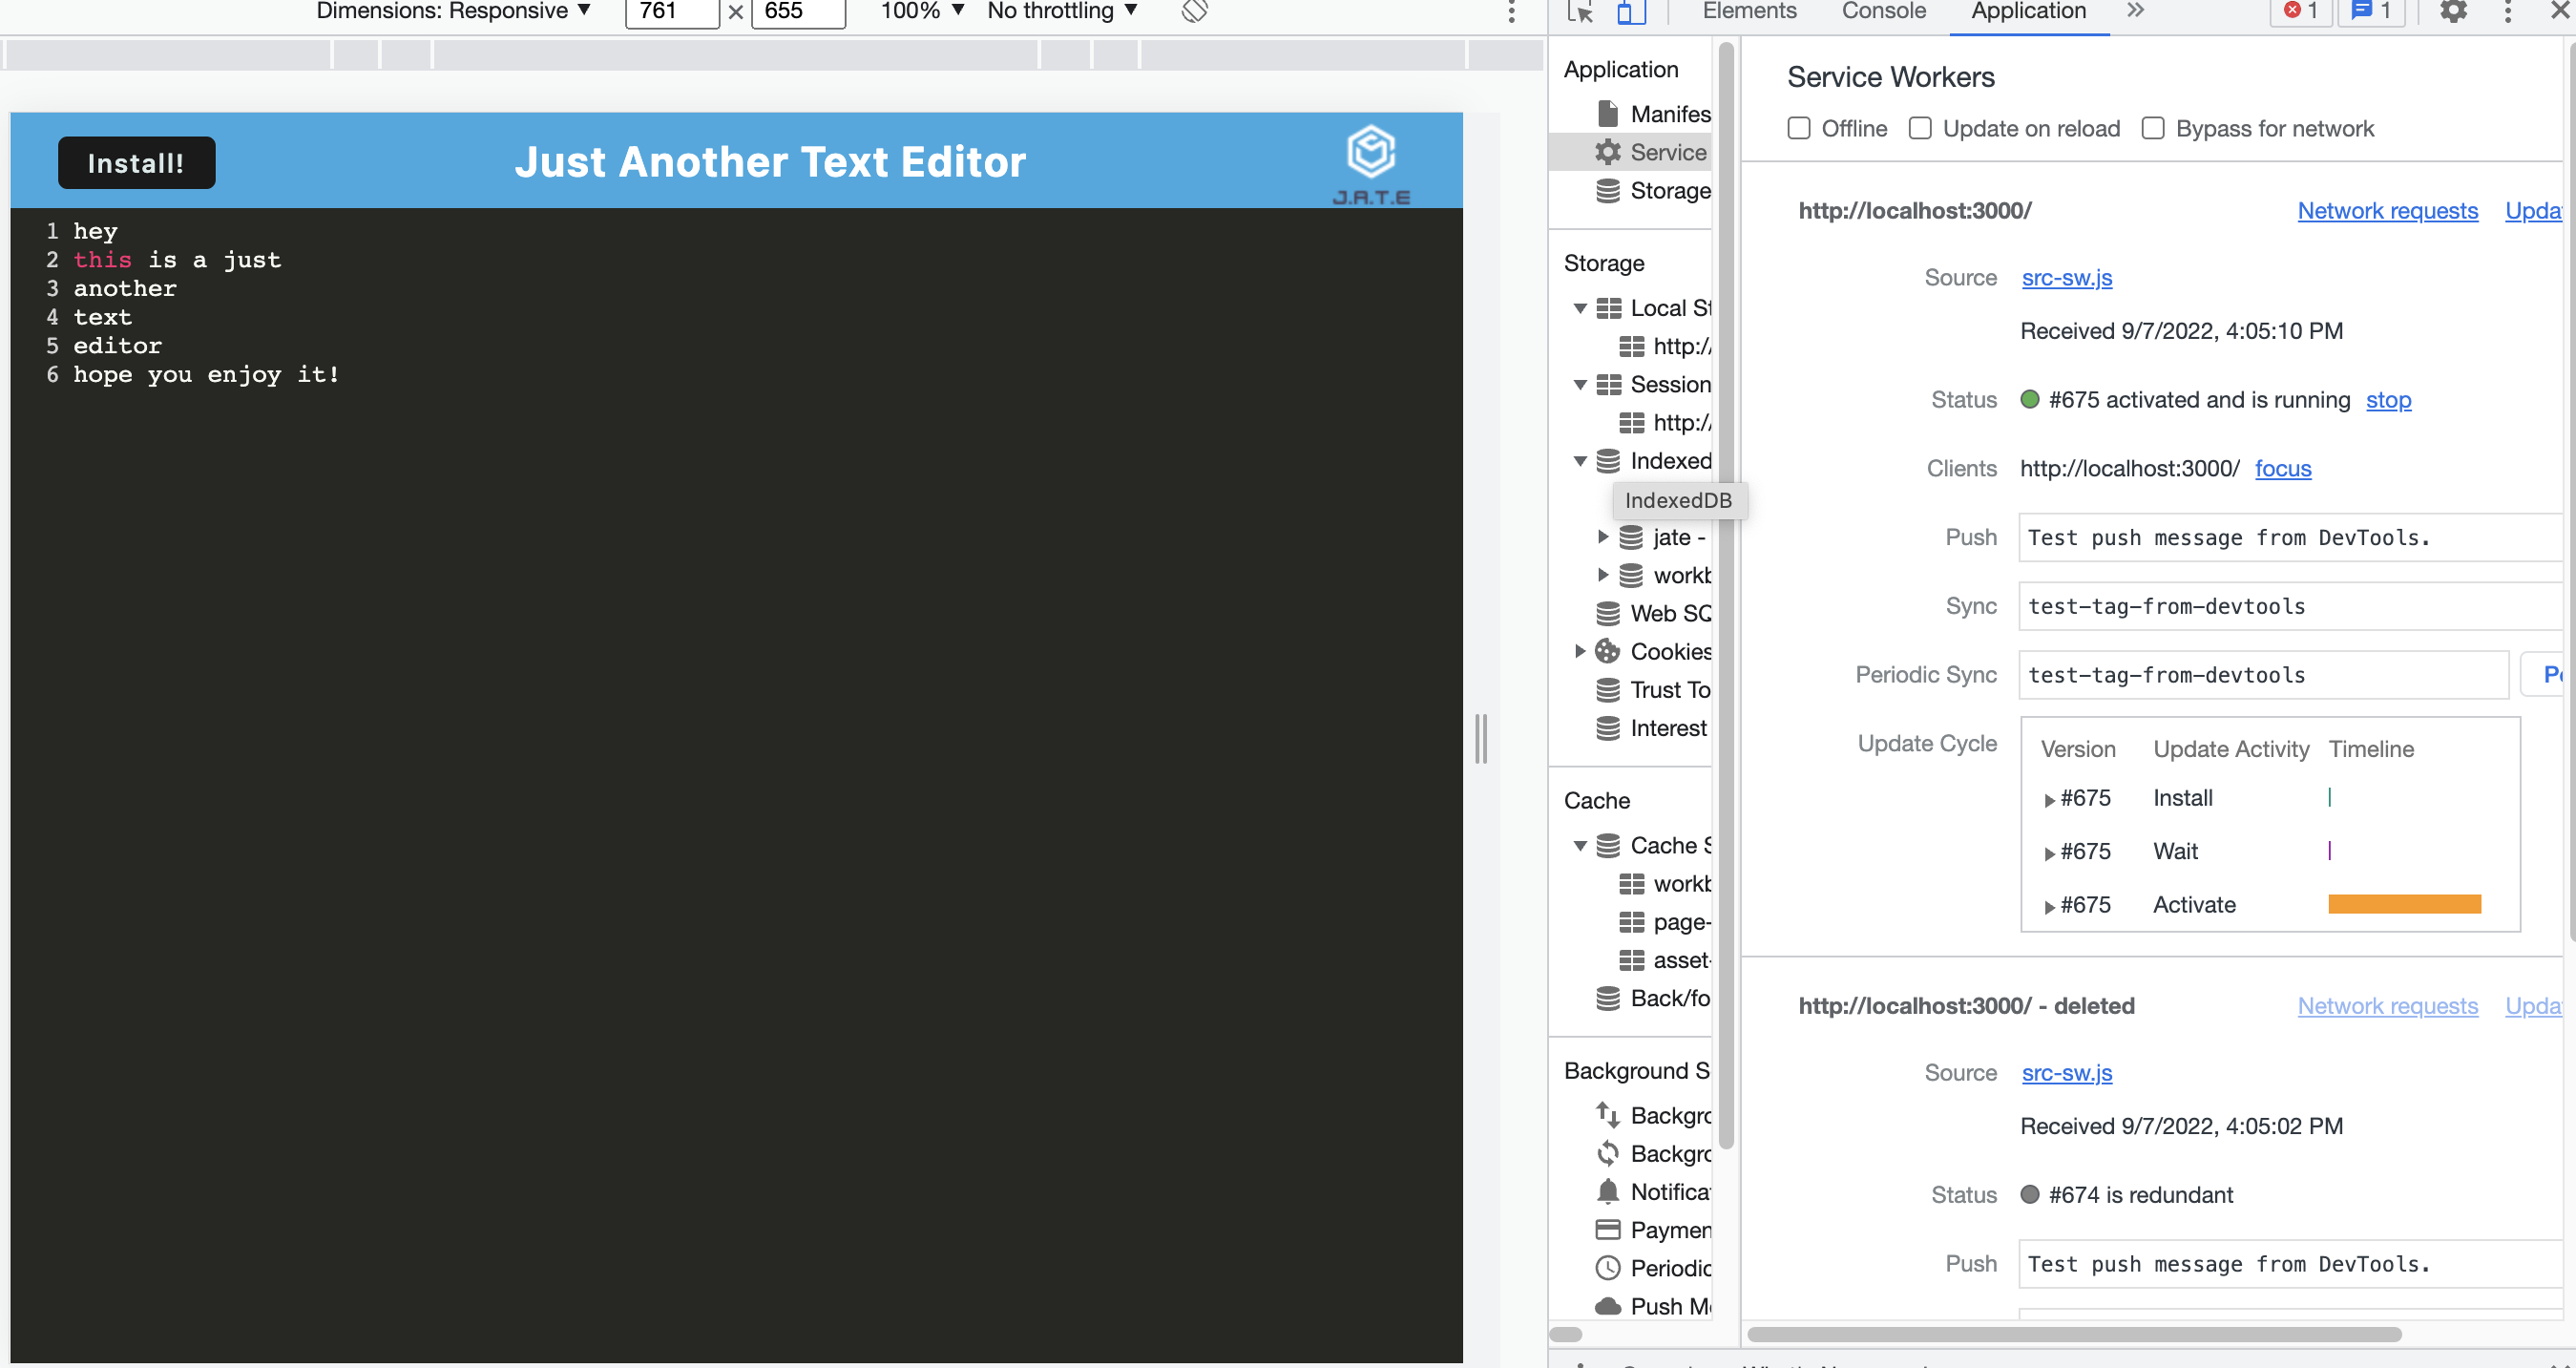 Dimensions: Responsive ▼ 761 × 655 100% ▼ No throttling ▼
Install!
Just Another Text Editor
J.A.T.E
1 hey
2 this is a just
3 another
4 text
5 editor
6 hope you enjoy it!
Elements Console Application » 1 1
Application
Manifes
Service
Storage
Storage
Local St
http://
Session
http://
Indexed
IndexedDB
jate -
workb
Web SQ
Cookies
Trust To
Interest
Cache
Cache S
workb
page-
asset-
Back/fo
Background S
Backgro
Backgro
Notifica
Paymen
Periodic
Push M
Service Workers
Offline Update on reload Bypass for network
http://localhost:3000/ Network requests Upda
Source src-sw.js
Received 9/7/2022, 4:05:10 PM
Status #675 activated and is running stop
Clients http://localhost:3000/ focus
Push Test push message from DevTools.
Sync test-tag-from-devtools
Periodic Sync test-tag-from-devtools Pe
Update Cycle Version Update Activity Timeline
#675 Install
#675 Wait
#675 Activate
http://localhost:3000/ - deleted Network requests Upda
Source src-sw.js
Received 9/7/2022, 4:05:02 PM
Status #674 is redundant
Push Test push message from DevTools.